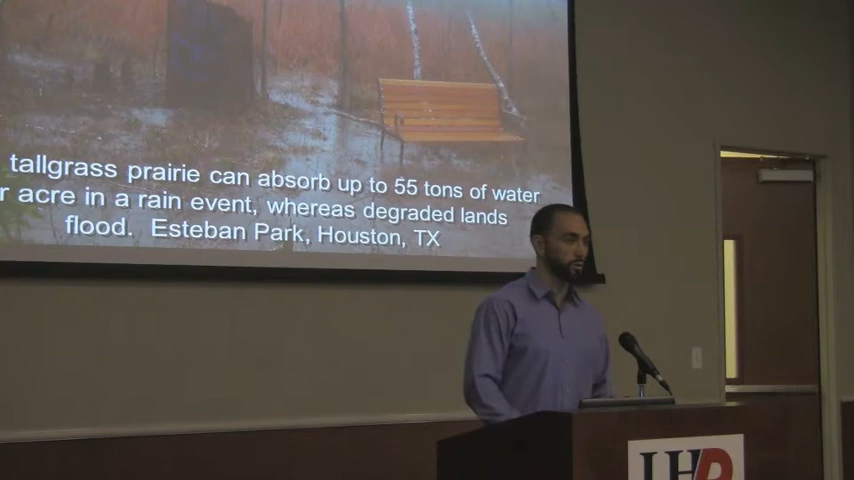 tallgrass prairie can absorb up to 55 tons of water
r acre in a rain event, whereas degraded lands
flood. Esteban Park, Houston, TX
UHD